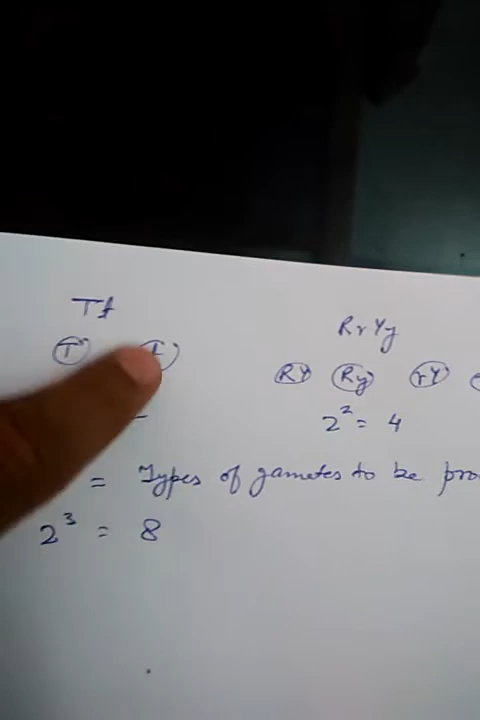 Tt
RrYy
T t
RY Ry rY
2² = 4
= Types of gametes to be pro
2³ = 8